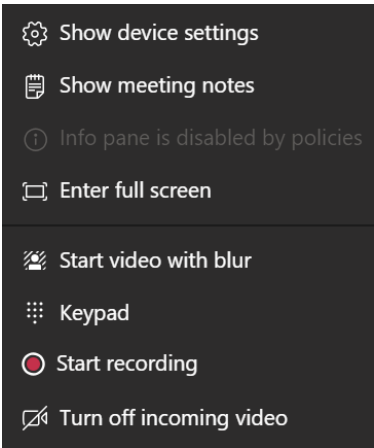 Show device settings
Show meeting notes
Info pane is disabled by policies
Enter full screen
Start video with blur
Keypad
Start recording
Turn off incoming video